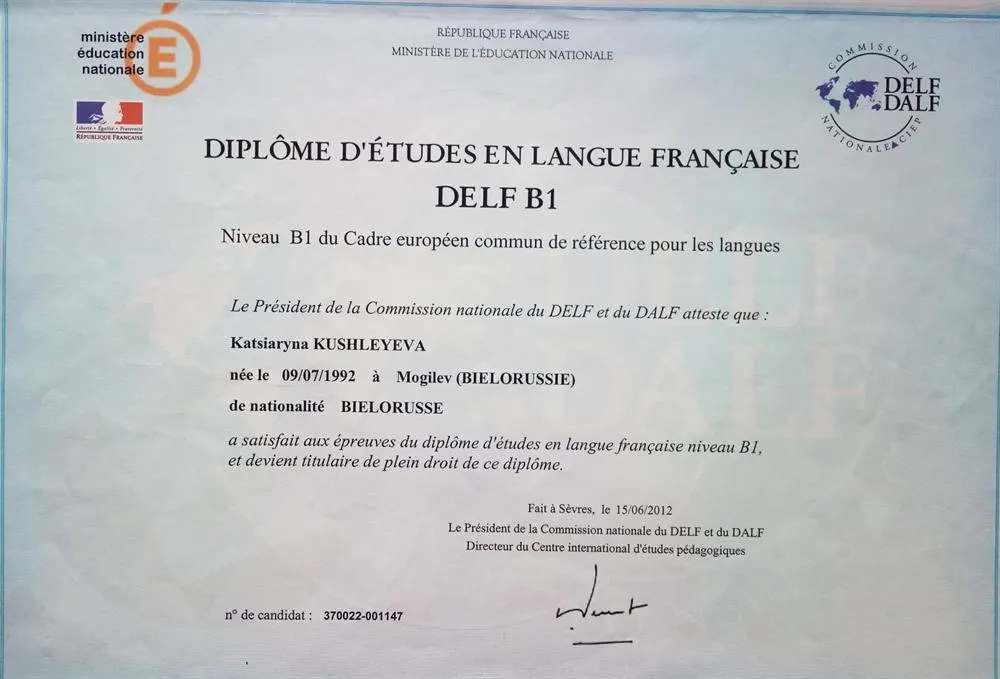 ministère
éducation
nationale
É
Liberté • Égalité • Fraternité
RÉPUBLIQUE FRANÇAISE
RÉPUBLIQUE FRANÇAISE
MINISTÈRE DE L'ÉDUCATION NATIONALE
COMMISSION
DELF
DALF
NATIONALE CIEP
DIPLÔME D'ÉTUDES EN LANGUE FRANÇAISE
DELF B1
Niveau B1 du Cadre européen commun de référence pour les langues
Le Président de la Commission nationale du DELF et du DALF atteste que :
Katsiaryna KUSHLEYEVA
née le 09/07/1992 à Mogilev (BIELORUSSIE)
de nationalité BIELORUSSE
a satisfait aux épreuves du diplôme d'études en langue française niveau B1,
et devient titulaire de plein droit de ce diplôme.
Fait à Sèvres, le 15/06/2012
Le Président de la Commission nationale du DELF et du DALF
Directeur du Centre international d'études pédagogiques
n° de candidat : 370022-001147
DELF
DALF